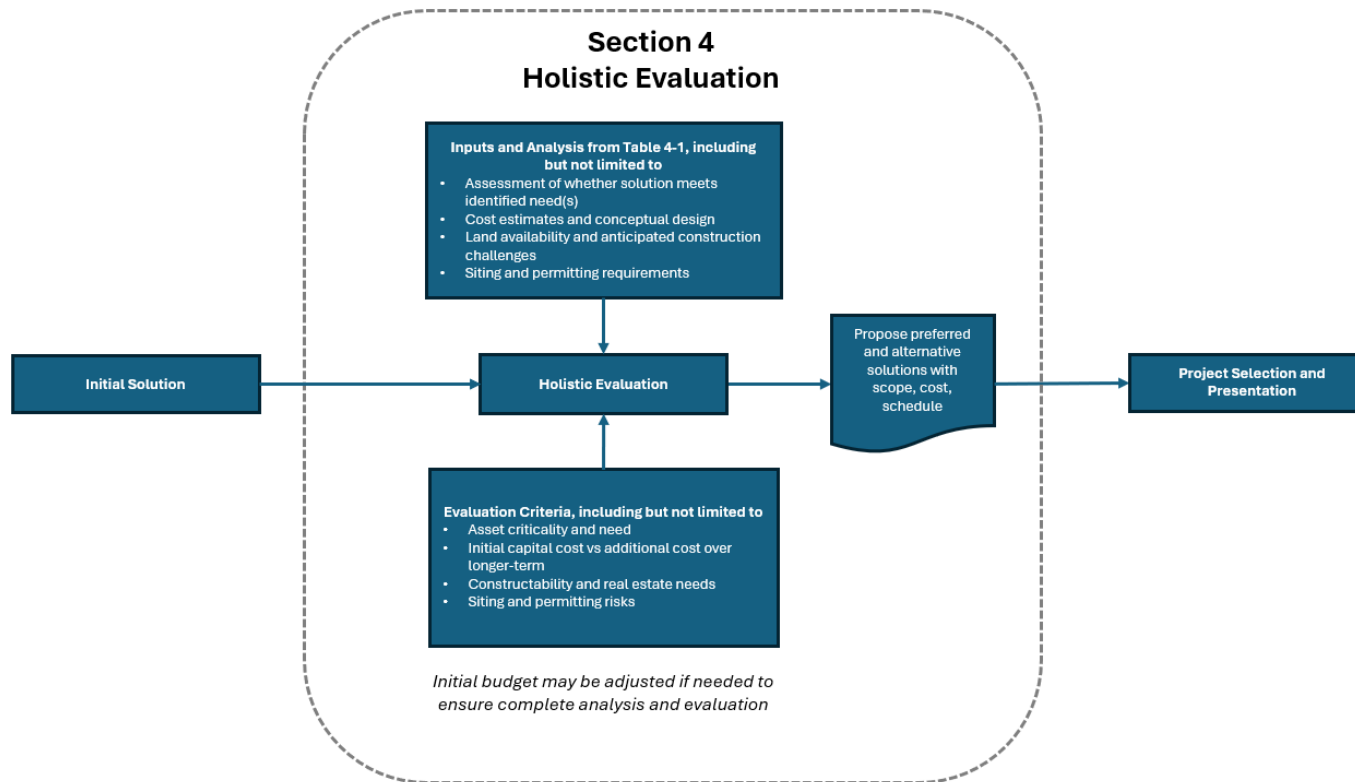 Section 4
Holistic Evaluation
Inputs and Analysis from Table 4-1, including
but not limited to
• Assessment of whether solution meets
identified need(s)
• Cost estimates and conceptual design
• Land availability and anticipated construction
challenges
• Siting and permitting requirements
Initial Solution
Holistic Evaluation
Propose preferred
and alternative
solutions with
scope, cost,
schedule
Project Selection and
Presentation
Evaluation Criteria, including but not limited to
• Asset criticality and need
• Initial capital cost vs additional cost over
longer-term
• Constructability and real estate needs
• Siting and permitting risks
Initial budget may be adjusted if needed to
ensure complete analysis and evaluation